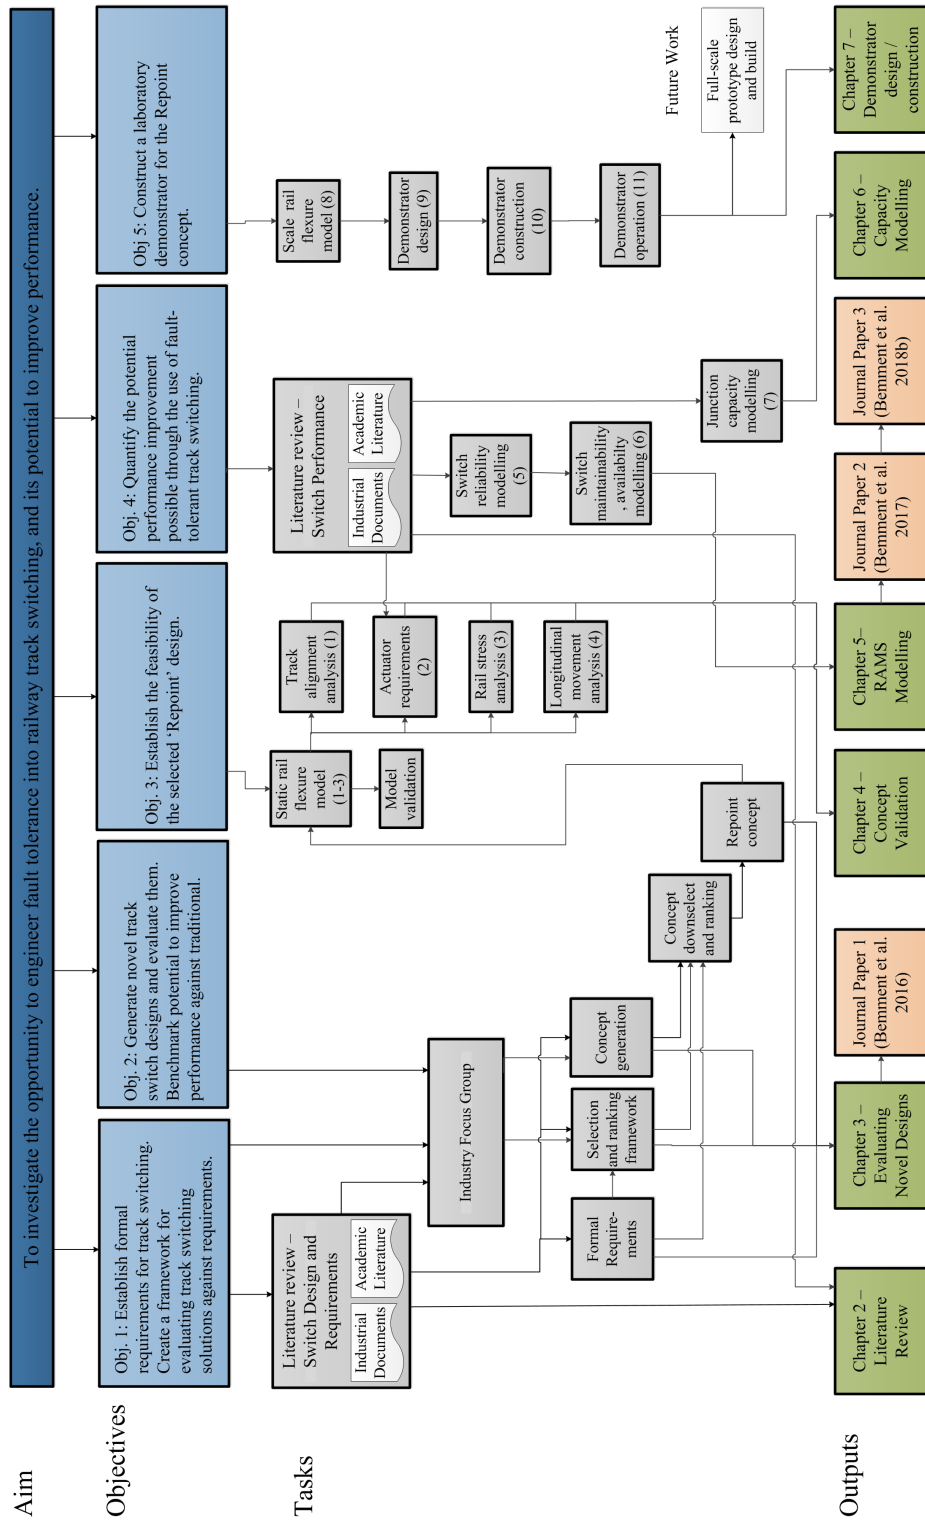 Aim
To investigate the opportunity to engineer fault tolerance into railway track switching, and its potential to improve performance.
Objectives
Obj. 1: Establish formal
requirements for track switching.
Create a framework for
evaluating track switching
solutions against requirements.
Obj. 2: Generate novel track
switch designs and evaluate them.
Benchmark potential to improve
performance against traditional.
Obj. 3: Establish the feasibility of
the selected ‘Repoint’ design.
Obj. 4: Quantify the potential
performance improvement
possible through the use of fault-
tolerant track switching.
Obj 5: Construct a laboratory
demonstrator for the Repoint
concept.
Tasks
Literature review –
Switch Design and
Requirements
Industrial
Documents
Academic
Literature
Industry Focus Group
Formal
Require-
ments
Selection
and ranking
framework
Concept
generation
Concept
downselect
and ranking
Repoint
concept
Static rail
flexure
model
(1-3)
Model
validation
Track
alignment
analysis (1)
Actuator
requirements
(2)
Rail stress
analysis (3)
Longitudinal
movement
analysis (4)
Literature review –
Switch Performance
Industrial
Documents
Academic
Literature
Switch
reliability
modelling
(5)
Switch
maintainability
, availabilty
modelling (6)
Junction
capacity
modelling
(7)
Scale rail
flexure
model (8)
Demonstrator
design (9)
Demonstrator
construction
(10)
Demonstrator
operation (11)
Future Work
Full-scale
prototype design
and build
Outputs
Chapter 2 –
Literature
Review
Chapter 3 –
Evaluating
Novel Designs
Journal Paper 1
(Bemment et al.
2016)
Chapter 4 –
Concept
Validation
Chapter 5–
RAMS
Modelling
Journal Paper 2
(Bemment et al.
2017)
Journal Paper 3
(Bemment et al.
2018b)
Chapter 6 –
Capacity
Modelling
Chapter 7 –
Demonstrator
design /
construction